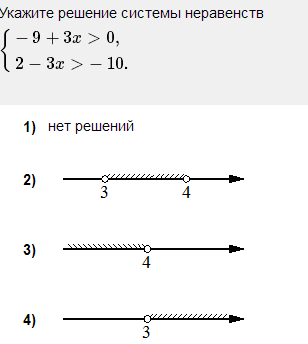 Укажите решение системы неравенств
− 9 + 3x > 0,
2 − 3x > − 10.
1) нет решений
2)
3 4
3)
4
4)
3